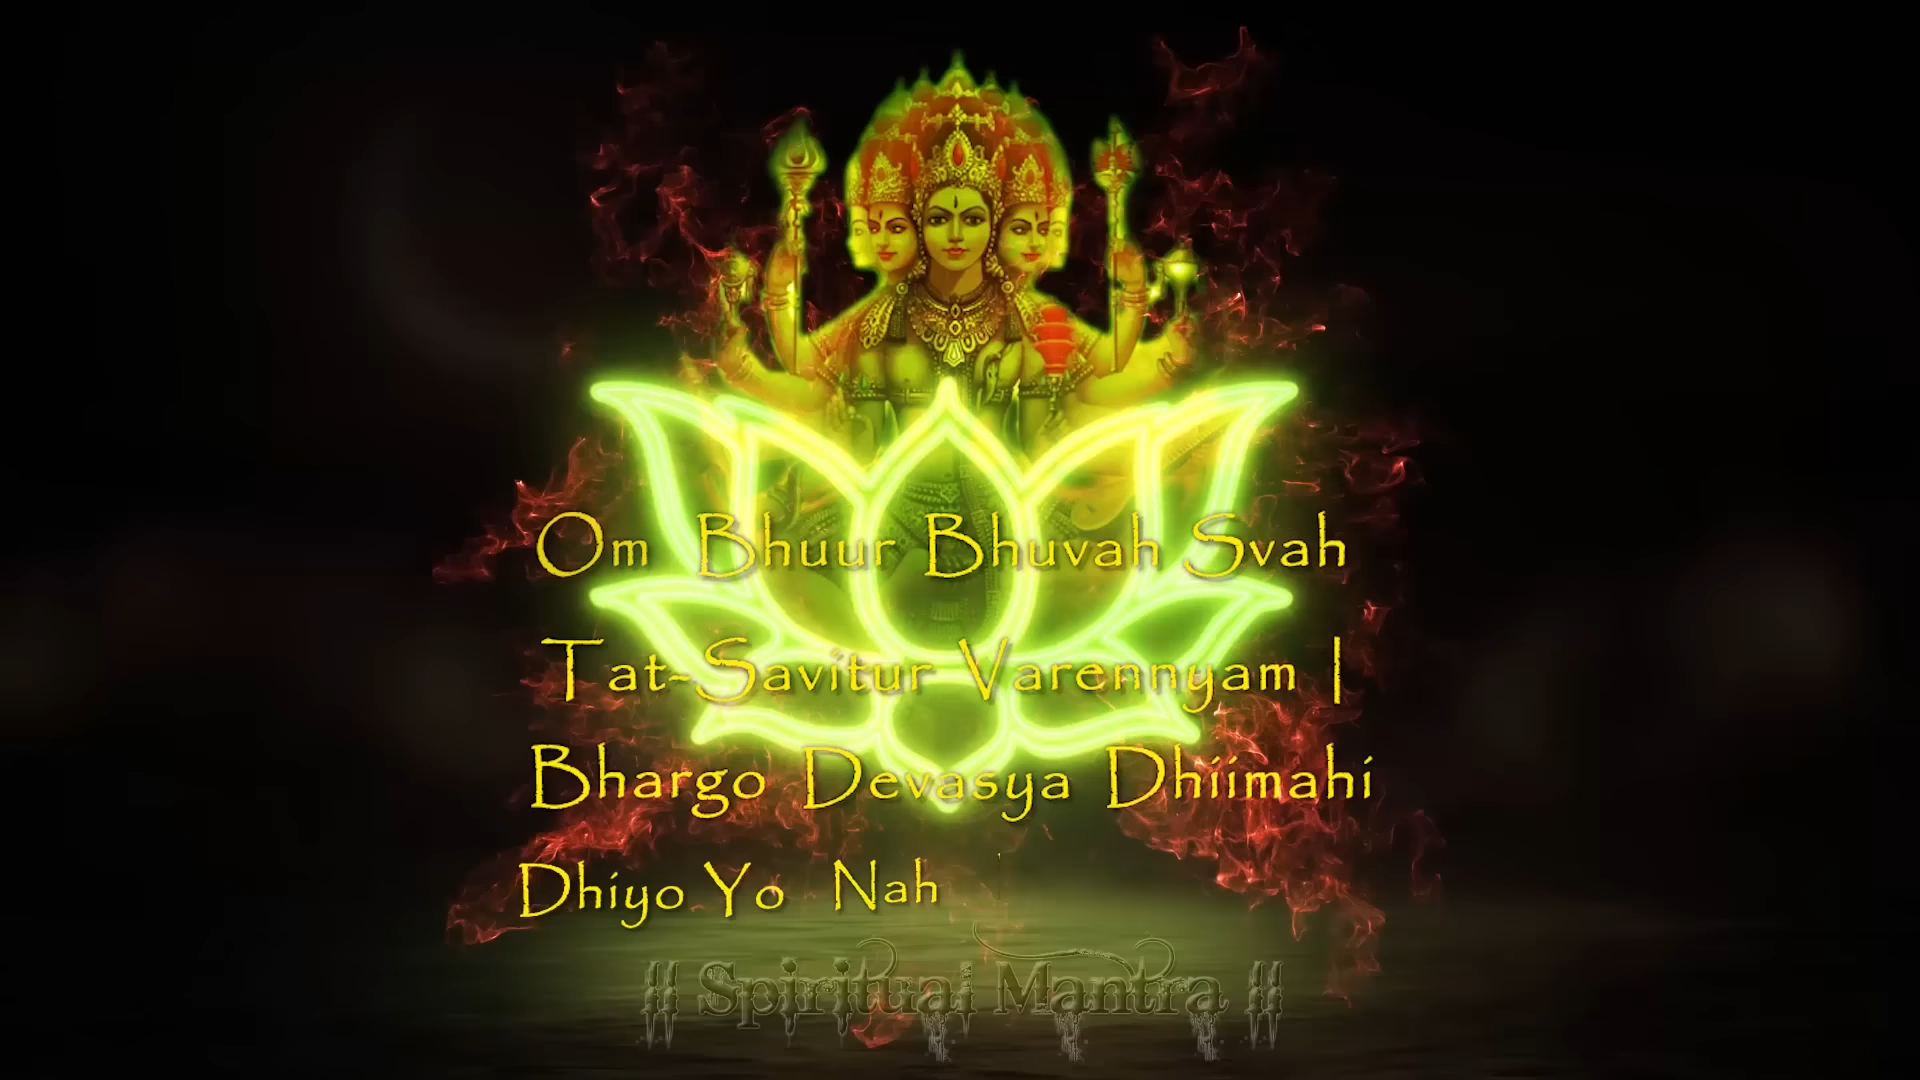 Om Bhuur Bhuvah Svah
Tat-Savitur Varennyam |
Bhargo Devasya Dhiimahi
Dhiyo Yo Nah
|| Spiritual Mantra ||